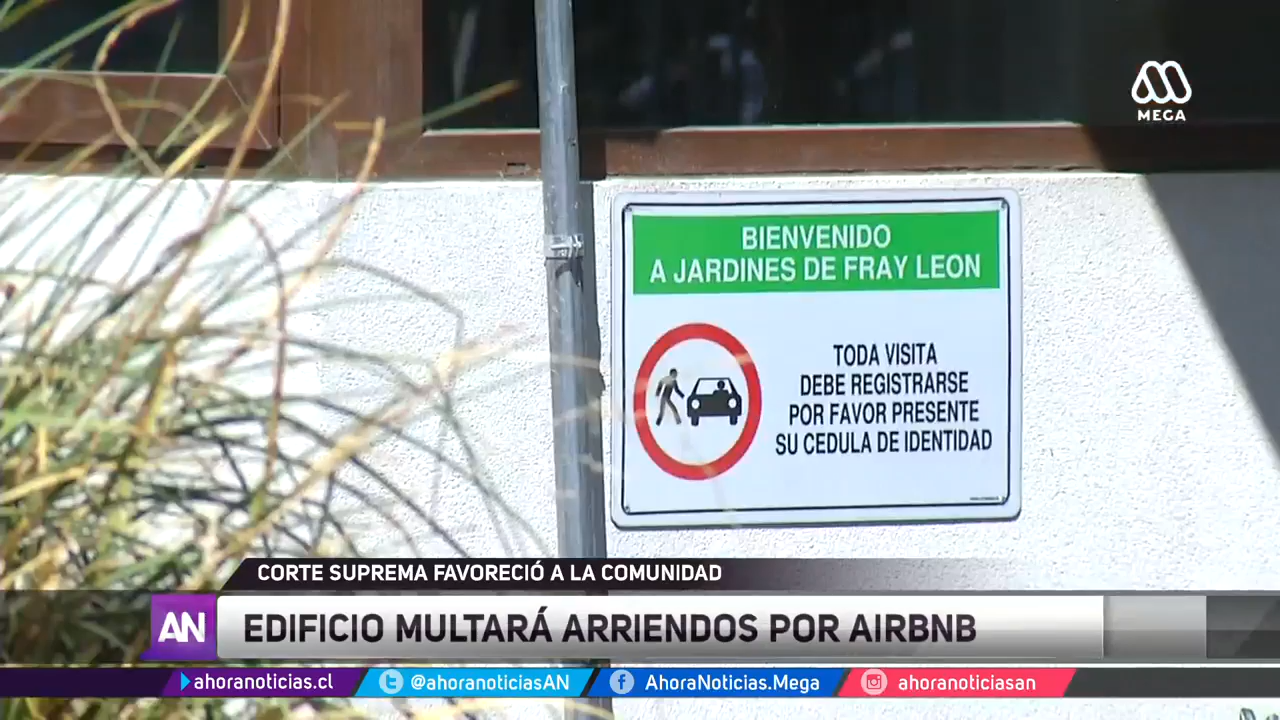 MEGA
BIENVENIDO
A JARDINES DE FRAY LEON
TODA VISITA
DEBE REGISTRARSE
POR FAVOR PRESENTE
SU CEDULA DE IDENTIDAD
CORTE SUPREMA FAVORECIÓ A LA COMUNIDAD
AN
EDIFICIO MULTARÁ ARRIENDOS POR AIRBNB
ahoranoticias.cl
@ahoranoticiasAN
AhoraNoticias.Mega
ahoranoticiasan